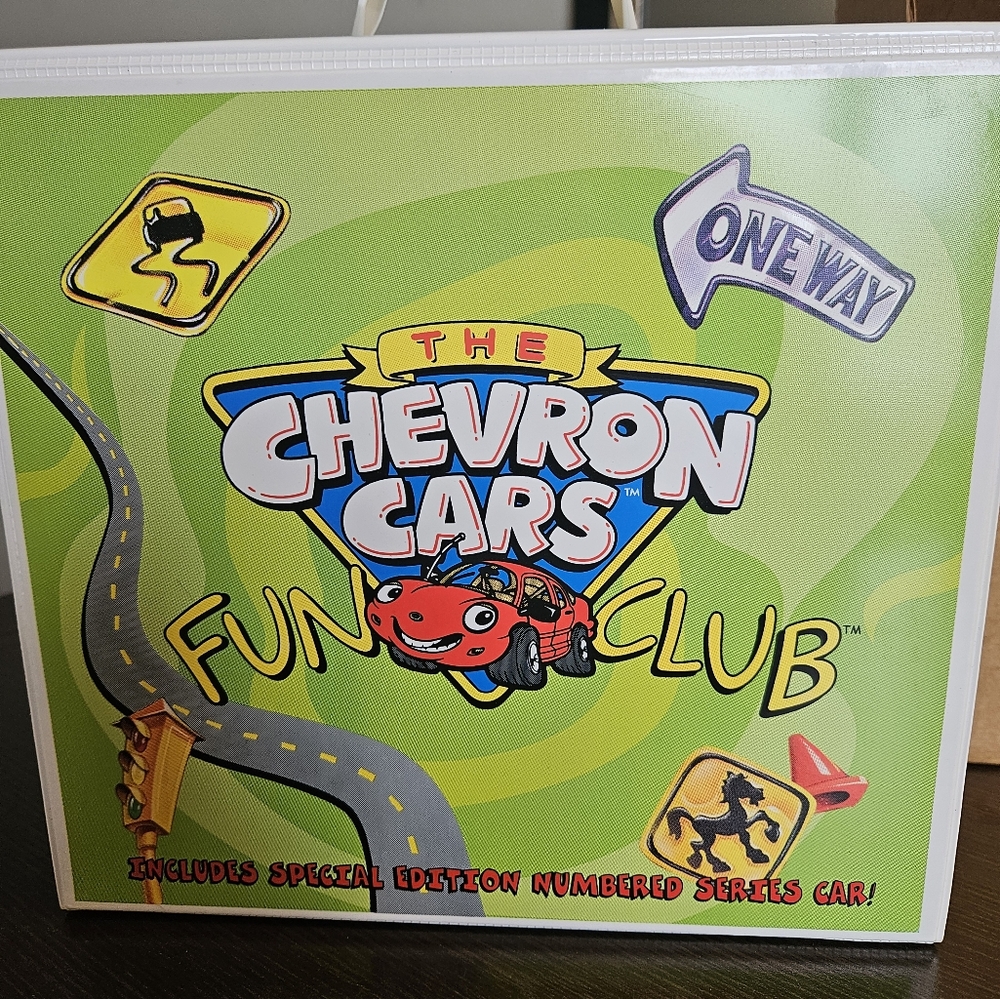 ONE WAY
THE
CHEVRON
CARS™
FUN CLUB™
INCLUDES SPECIAL EDITION NUMBERED SERIES CAR!